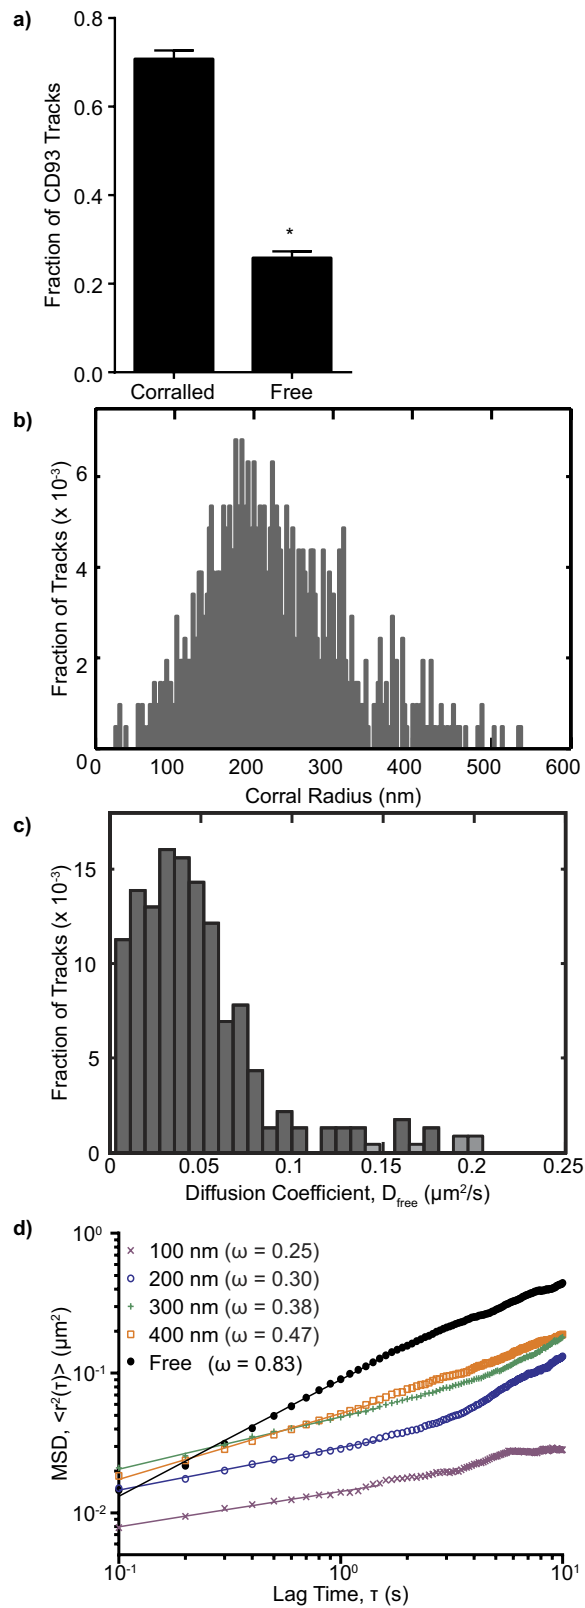 a)
Fraction of CD93 Tracks
0.8
0.6
0.4
0.2
0.0
*
Corralled Free
b)
Fraction of Tracks (x 10⁻³)
6
4
2
0
0 100 200 300 400 500 600
Corral Radius (nm)
c)
Fraction of Tracks (x 10⁻³)
15
10
5
0
0 0.05 0.1 0.15 0.2 0.25
Diffusion Coefficient, D_free (μm²/s)
d)
MSD, <r²(τ)> (μm²)
10⁰
10⁻¹
10⁻²
100 nm (ω = 0.25)
200 nm (ω = 0.30)
300 nm (ω = 0.38)
400 nm (ω = 0.47)
Free (ω = 0.83)
10⁻¹ 10⁰ 10¹
Lag Time, τ (s)